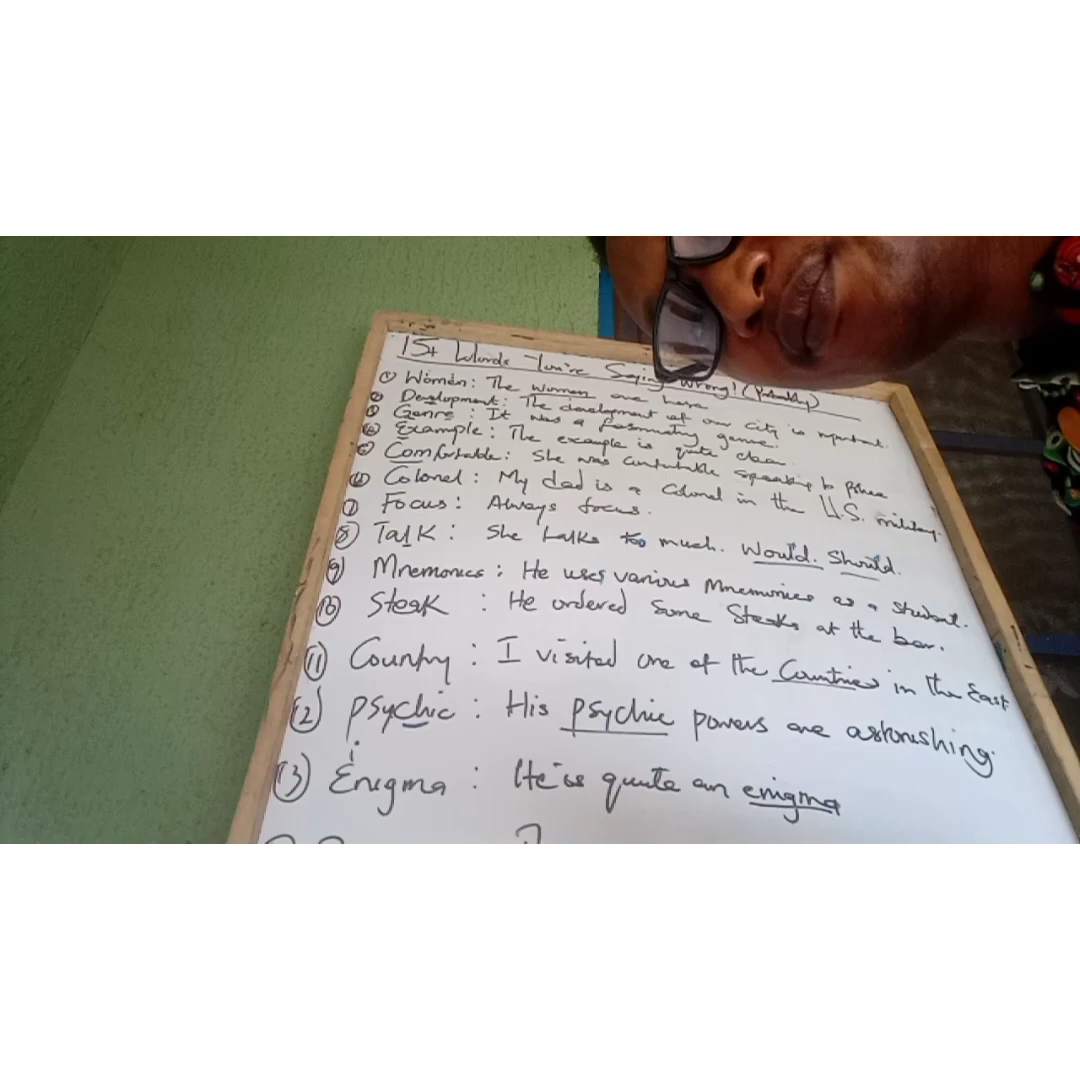 15+ Words You're Saying Wrong! (Probably)
① Women: The women are here
② Development: The development of our city is important.
③ Genre: It was a fascinating genre.
④ Example: The example is quite clear.
⑤ Comfortable: She was comfortable speaking to
⑥ Colonel: My dad is a Colonel in the U.S. military.
⑦ Focus: Always focus.
⑧ Talk: She talks too much. Would. Should.
⑨ Mnemonics: He uses various Mnemonics as a student.
⑩ Steak: He ordered some Steaks at the bar.
⑪ Country: I visited one of the Countries in the East
⑫ Psychic: His psychic powers are astonishing.
⑬ Enigma: He is quite an enigma